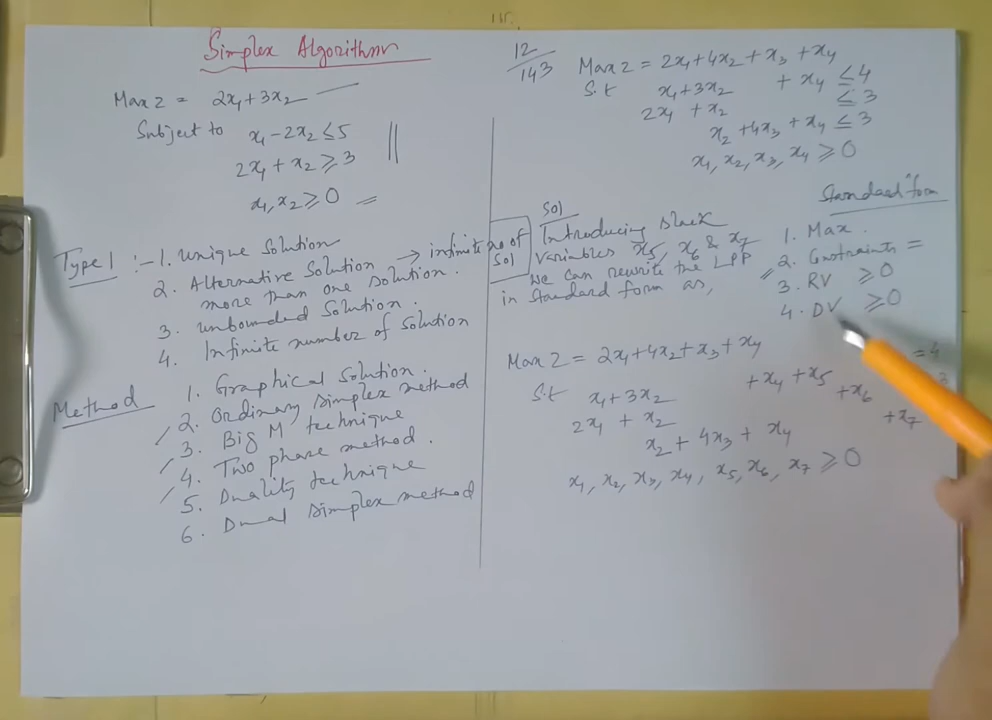 Simplex Algorithm
Max Z = 2x₁+3x₂
Subject to x₁-2x₂≤5
2x₁+x₂≥3
x₁,x₂≥0
Type 1 :- 1. Unique Solution
2. Alternative Solution → infinite no of
more than one solution. Sol
3. unbounded Solution.
4. Infinite number of Solution
Method 1. Graphical Solution.
2. Ordinary Simplex method
3. Big M technique
4. Two phase method.
5. Duality technique
6. Dual Simplex method
12/143
Max Z = 2x₁+4x₂+x₃+x₄
S.t x₁+3x₂ +x₄≤4
2x₁+x₂ ≤3
x₂+4x₃+x₄≤3
x₁,x₂,x₃,x₄≥0
Sol
Introducing slack
variables x₅, x₆ & x₇
we can rewrite the LPP
in Standard form as,
Standard "form
1. Max.
2. Constraints =
3. RV ≥0
4. DV ≥0
Max Z = 2x₁+4x₂+x₃+x₄
S.t x₁+3x₂ +x₄+x₅ =4
2x₁+x₂ +x₆ 3
x₂+4x₃+x₄ +x₇
x₁,x₂,x₃,x₄,x₅,x₆,x₇≥0